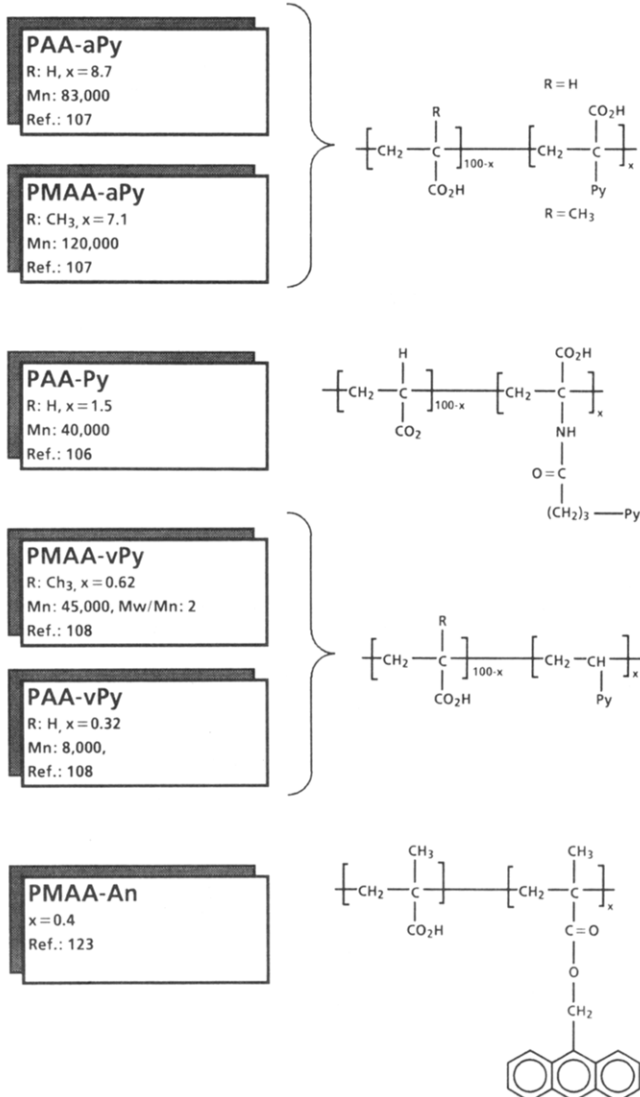 PAA-aPy
R: H, x=8.7
Mn: 83,000
Ref.: 107
PMAA-aPy
R: CH3, x=7.1
Mn: 120,000
Ref.: 107
R=H
R
CO2H
CH2
C
100-x
CH2
C
x
CO2H
Py
R=CH3
PAA-Py
R: H, x=1.5
Mn: 40,000
Ref.: 106
H
CO2H
CH2
C
100-x
CH2
C
x
CO2
NH
O=C
(CH2)3
Py
PMAA-vPy
R: Ch3, x=0.62
Mn: 45,000, Mw/Mn: 2
Ref.: 108
PAA-vPy
R: H, x=0.32
Mn: 8,000,
Ref.: 108
R
CH2
C
100-x
CH2
CH
x
CO2H
Py
PMAA-An
x=0.4
Ref.: 123
CH3
CH3
CH2
C
CH2
C
x
CO2H
C=O
O
CH2